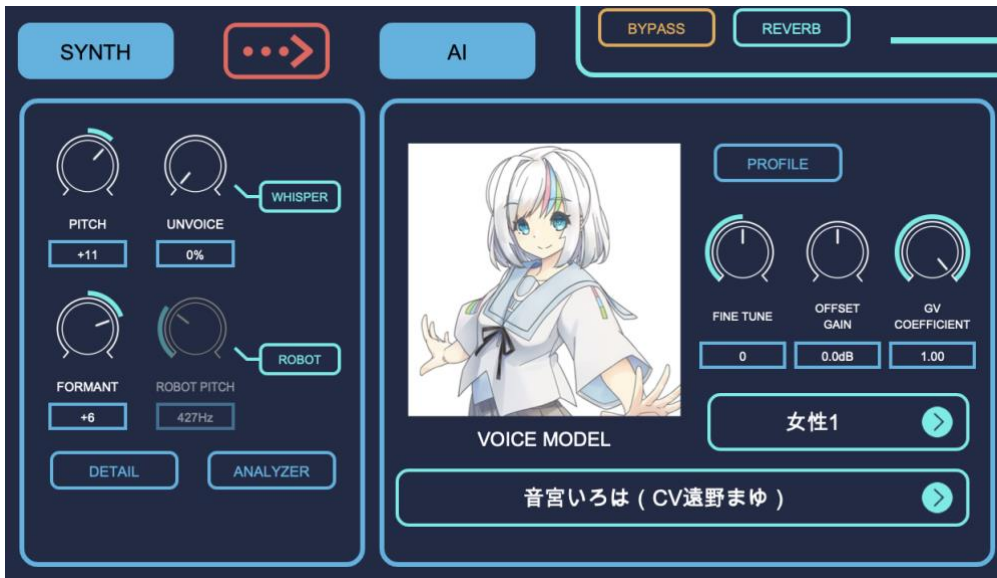 SYNTH
AI
BYPASS
REVERB
PITCH
+11
UNVOICE
0%
WHISPER
FORMANT
+6
ROBOT PITCH
427Hz
ROBOT
DETAIL
ANALYZER
VOICE MODEL
PROFILE
FINE TUNE
0
OFFSET
GAIN
0.0dB
GV
COEFFICIENT
1.00
女性1
音宮いろは(CV遠野まゆ)